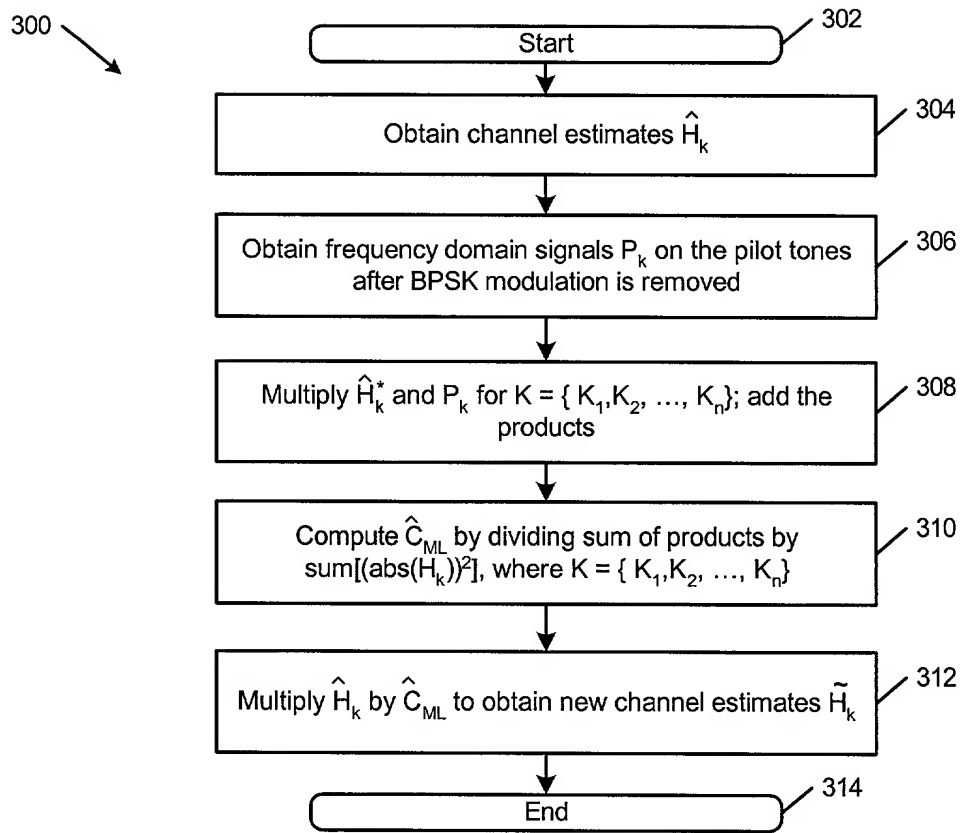 300
302
Start
304
Obtain channel estimates Ĥₖ
306
Obtain frequency domain signals Pₖ on the pilot tones
after BPSK modulation is removed
308
Multiply Ĥₖ* and Pₖ for K = { K₁,K₂, ..., Kₙ}; add the
products
310
Compute Ĉ_ML by dividing sum of products by
sum[(abs(Hₖ))²], where K = { K₁,K₂, ..., Kₙ}
312
Multiply Ĥₖ by Ĉ_ML to obtain new channel estimates H̃ₖ
314
End